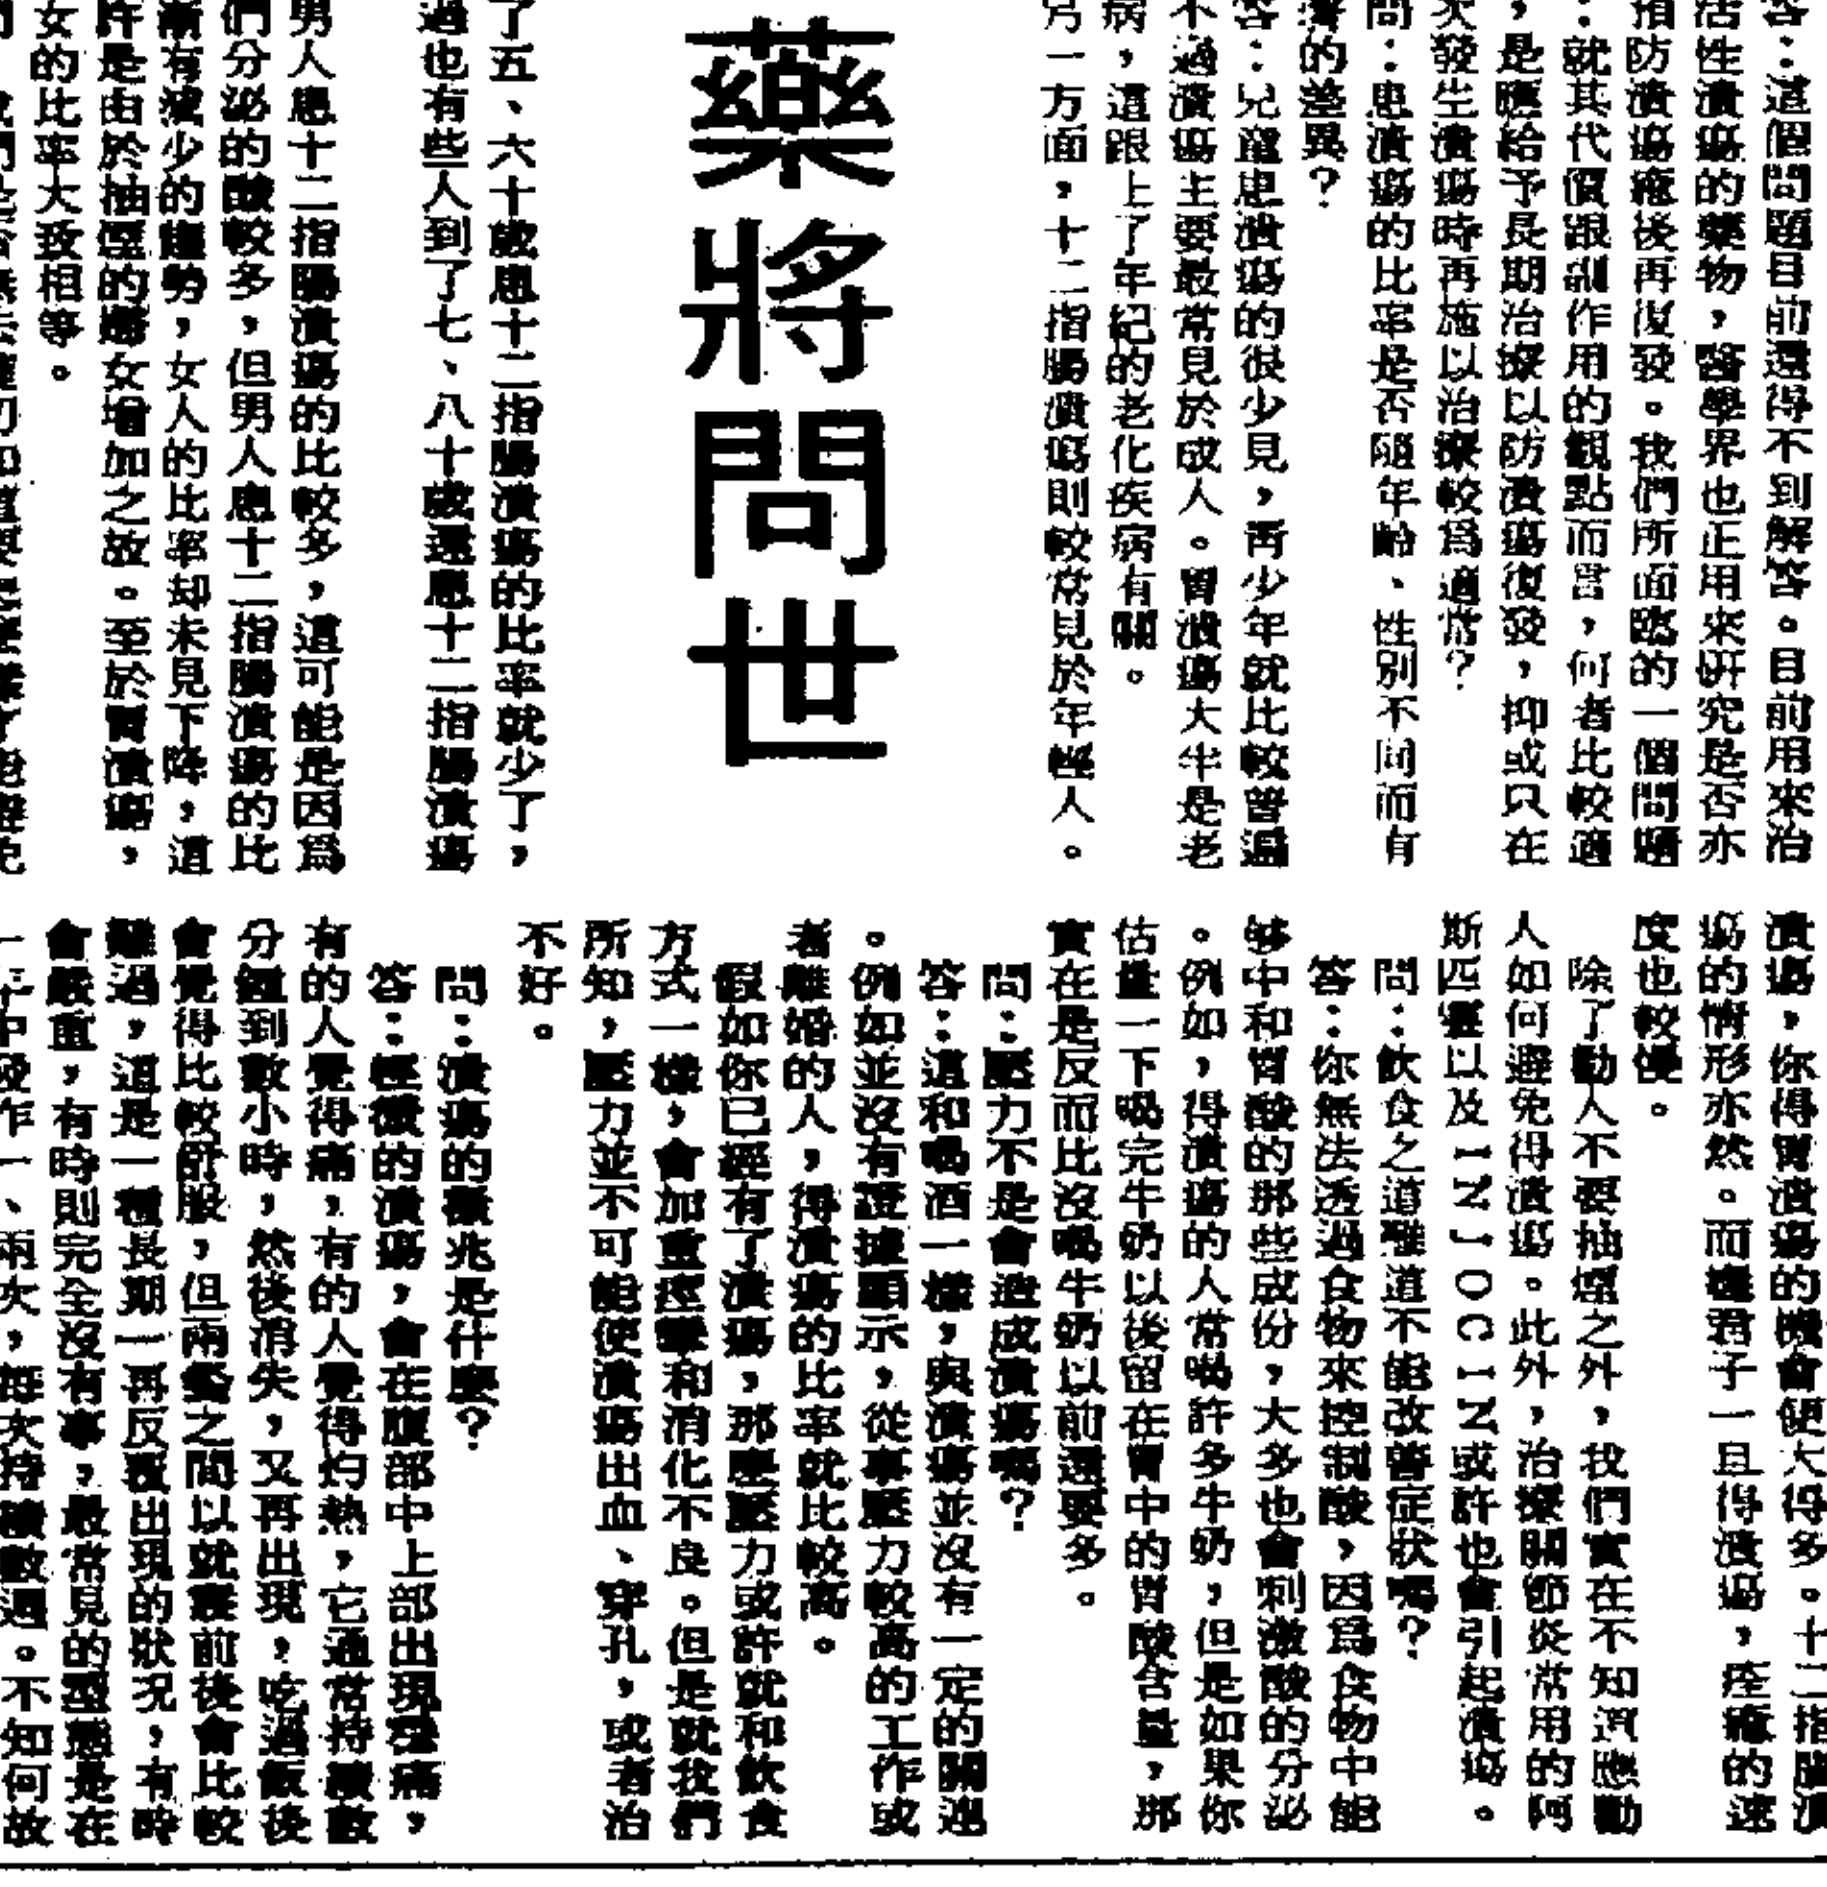 答：這個問題目前還得不到解答。目前用來治
活性潰瘍的藥物，醫學界也正用來研究是否亦
預防潰瘍癒後再復發。我們所面臨的一個問題
：就其代價跟副作用的觀點而言，何者比較適
，是應給予長期治療以防潰瘍復發，抑或只在
次發生潰瘍時再施以治療較為適當？
問：患潰瘍的比率是否隨年齡、性別不同而有
的差異？
答：兒童患潰瘍的很少見，青少年就比較普遍
不過潰瘍主要最常見於成人。胃潰瘍大半是老
病，這跟上了年紀的老化疾病有關。
另一方面，十二指腸潰瘍則較常見於年輕人。
藥將問世
了五、六十歲患十二指腸潰瘍的比率就少了，
過也有些人到了七、八十歲還患十二指腸潰瘍
男人患十二指腸潰瘍的比較多，這可能是因爲
們分泌的酸較多，但男人患十二指腸潰瘍的比
漸有減少的趨勢，女人的比率却未見下降，這
許是由於抽煙的婦女增加之故。至於胃潰瘍，
女的比率大致相等。
潰瘍，你得胃潰瘍的機會便大得多。十二指腸潰
瘍的情形亦然。而癮君子一旦得潰瘍，痊癒的速
度也較慢。
除了勸人不要抽煙之外，我們實在不知道應勸
人如何避免得潰瘍。此外，治療關節炎常用的阿
斯匹靈以及INJOCIN或許也會引起潰瘍。
問：飲食之道難道不能改善症狀嗎？
答：你無法透過食物來控制酸，因爲食物中能
够中和胃酸的那些成份，大多也會刺激酸的分泌
。例如，得潰瘍的人常喝許多牛奶，但是如果你
估量一下喝完牛奶以後留在胃中的胃酸含量，那
實在是反而比沒喝牛奶以前還要多。
問：壓力不是會造成潰瘍嗎？
答：這和喝酒一樣，與潰瘍並沒有一定的關連
。例如並沒有證據顯示，從事壓力較高的工作或
者離婚的人，得潰瘍的比率就比較高。
假如你已經有了潰瘍，那麼壓力或許就和飲食
方式一樣，會加重痙攣和消化不良。但是就我們
所知，壓力並不可能使潰瘍出血、穿孔，或者治
不好。
問：潰瘍的徵兆是什麼？
答：輕微的潰瘍，會在腹部中上部出現痛，
有的人覺得痛，有的人覺得灼熱，它通常持續數
分鐘到數小時，然後消失，又再出現，吃過飯後
會覺得比較舒服，但兩餐之間以就寢前後會比較
難過，這是一種長期一再反覆出現的狀況，有時
會嚴重，有時則完全沒有事，最常見的型態是在
一年中發作一、兩次，每次持續數週。不知何故